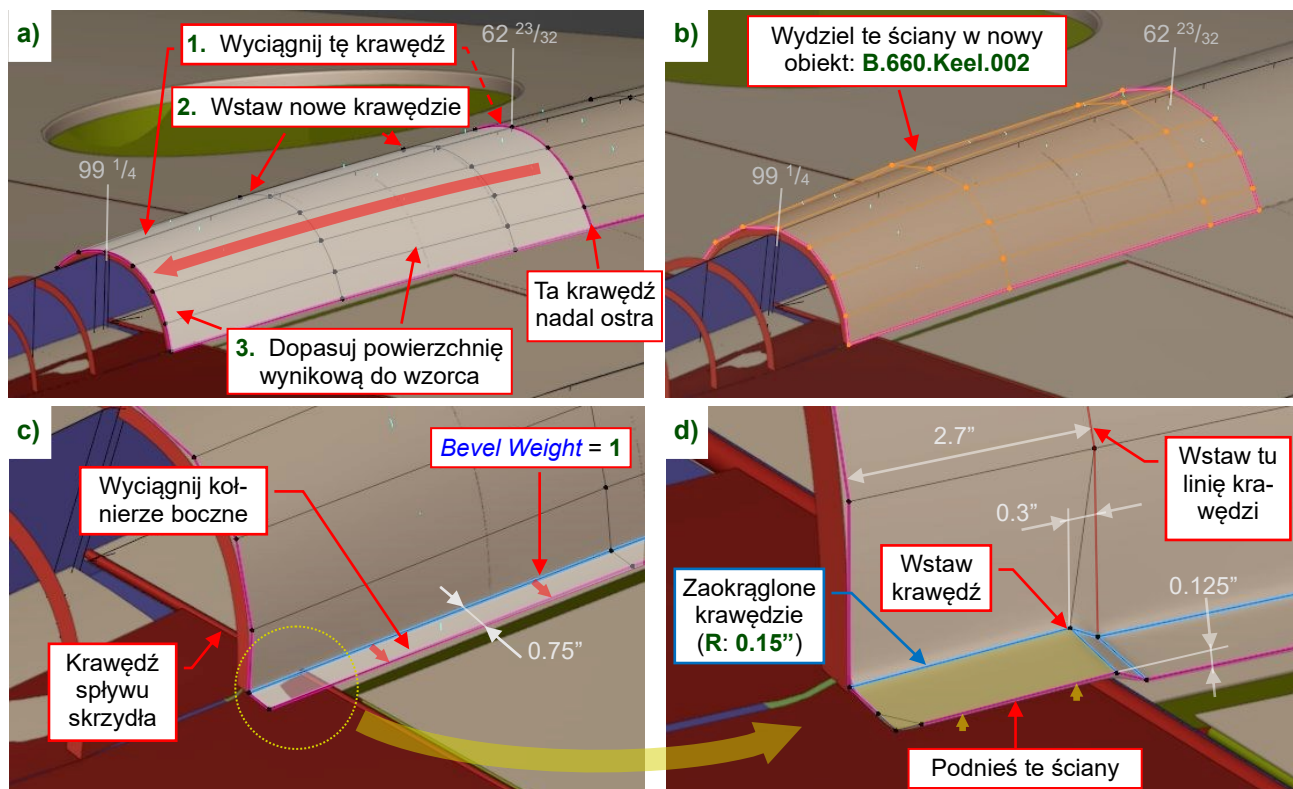 a)
1. Wyciągnij tę krawędź
62 23/32
2. Wstaw nowe krawędzie
99 1/4
Ta krawędź
nadal ostra
3. Dopasuj powierzchnię
wynikową do wzorca
b)
Wydziel te ściany w nowy
obiekt: B.660.Keel.002
62 23/32
99 1/4
c)
Bevel Weight = 1
Wyciągnij koł-
nierze boczne
0.75”
Krawędź
spływu
skrzydła
d)
2.7”
Wstaw tu
linię kra-
wędzi
0.3”
Wstaw
krawędź
Zaokrąglone
krawędzie
(R: 0.15”)
0.125”
Podnieś te ściany